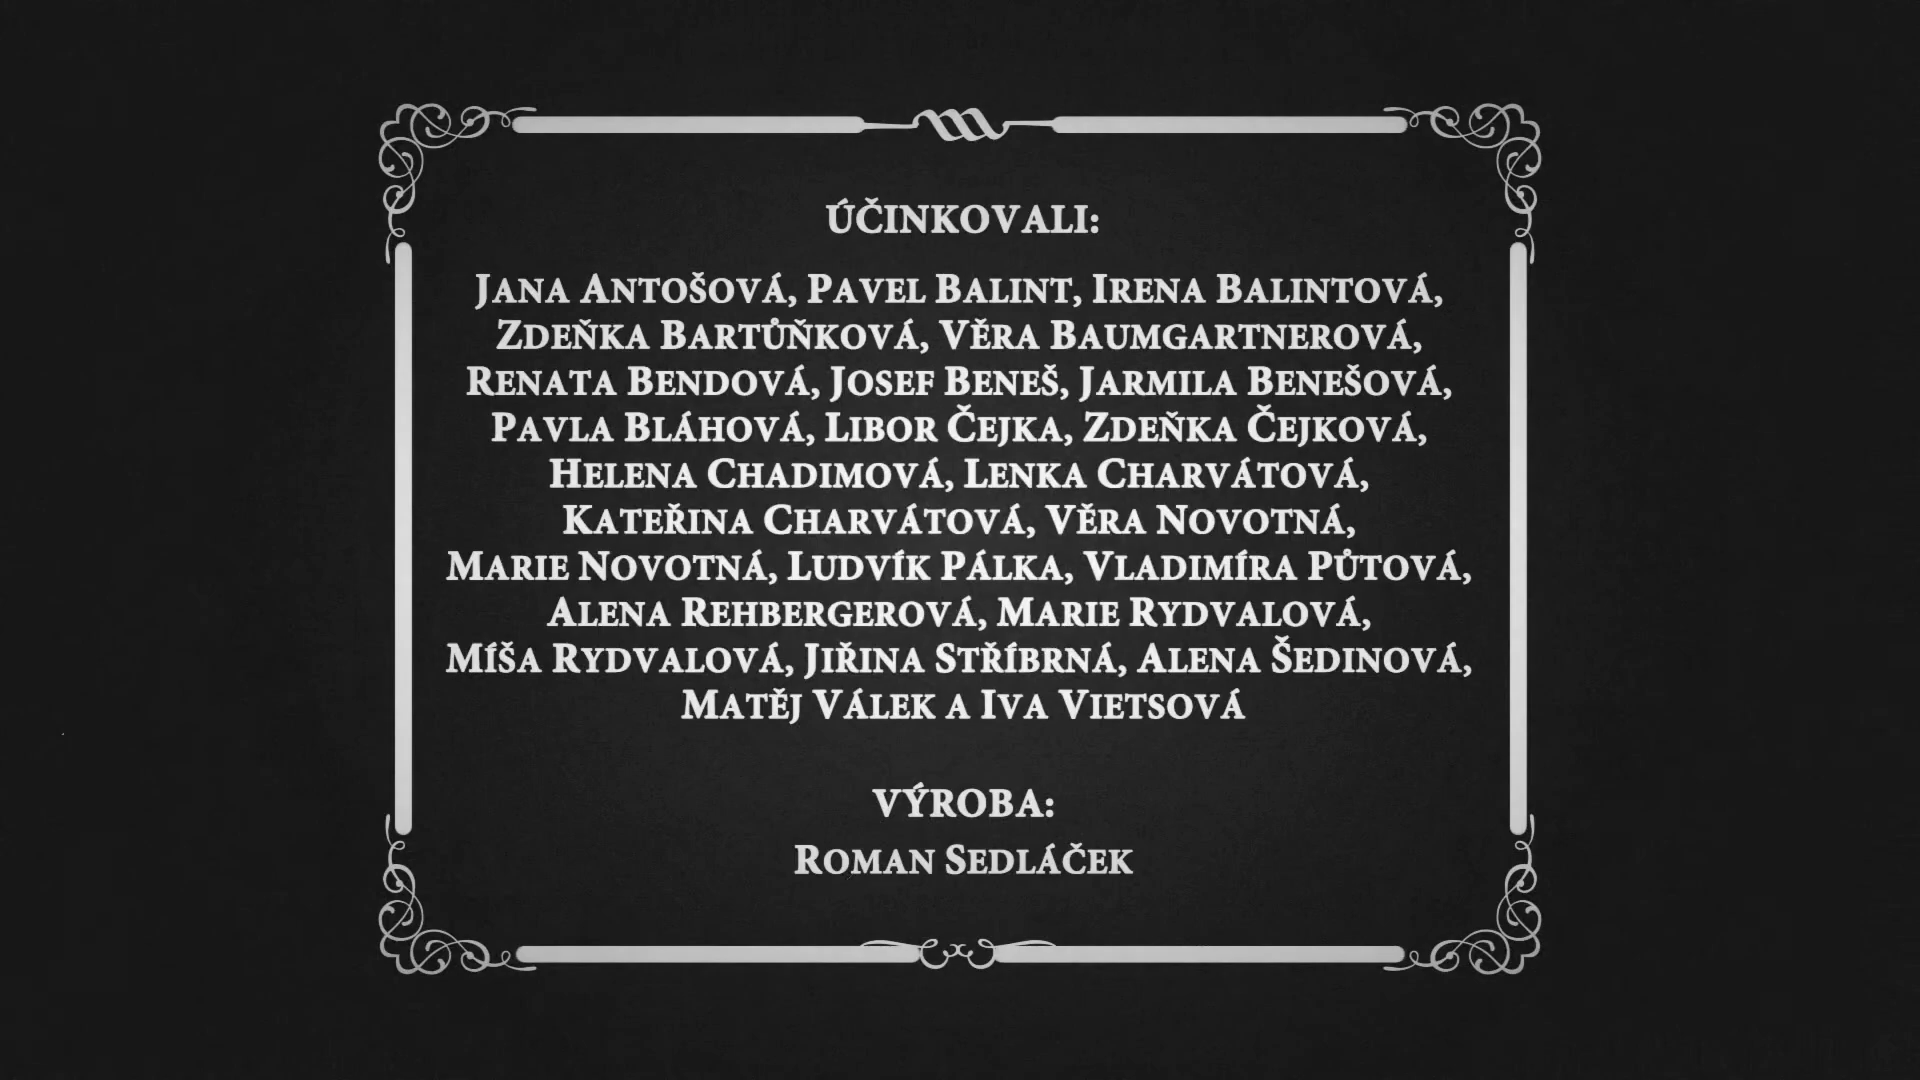 ÚČINKOVALI:
JANA ANTOŠOVÁ, PAVEL BALINT, IRENA BALINTOVÁ,
ZDEŇKA BARTŮŇKOVÁ, VĚRA BAUMGARTNEROVÁ,
RENATA BENDOVÁ, JOSEF BENEŠ, JARMILA BENEŠOVÁ,
PAVLA BLÁHOVÁ, LIBOR ČEJKA, ZDEŇKA ČEJKOVÁ,
HELENA CHADIMOVÁ, LENKA CHARVÁTOVÁ,
KATEŘINA CHARVÁTOVÁ, VĚRA NOVOTNÁ,
MARIE NOVOTNÁ, LUDVÍK PÁLKA, VLADIMÍRA PŮTOVÁ,
ALENA REHBERGEROVÁ, MARIE RYDVALOVÁ,
MÍŠA RYDVALOVÁ, JIŘINA STŘÍBRNÁ, ALENA ŠEDINOVÁ,
MATĚJ VÁLEK A IVA VIETSOVÁ
VÝROBA:
ROMAN SEDLÁČEK